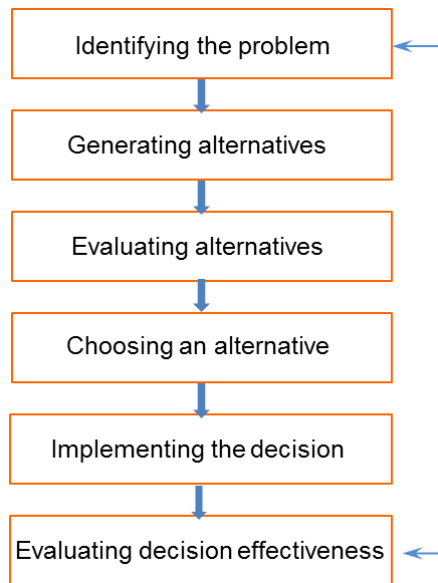 Identifying the problem
Generating alternatives
Evaluating alternatives
Choosing an alternative
Implementing the decision
Evaluating decision effectiveness